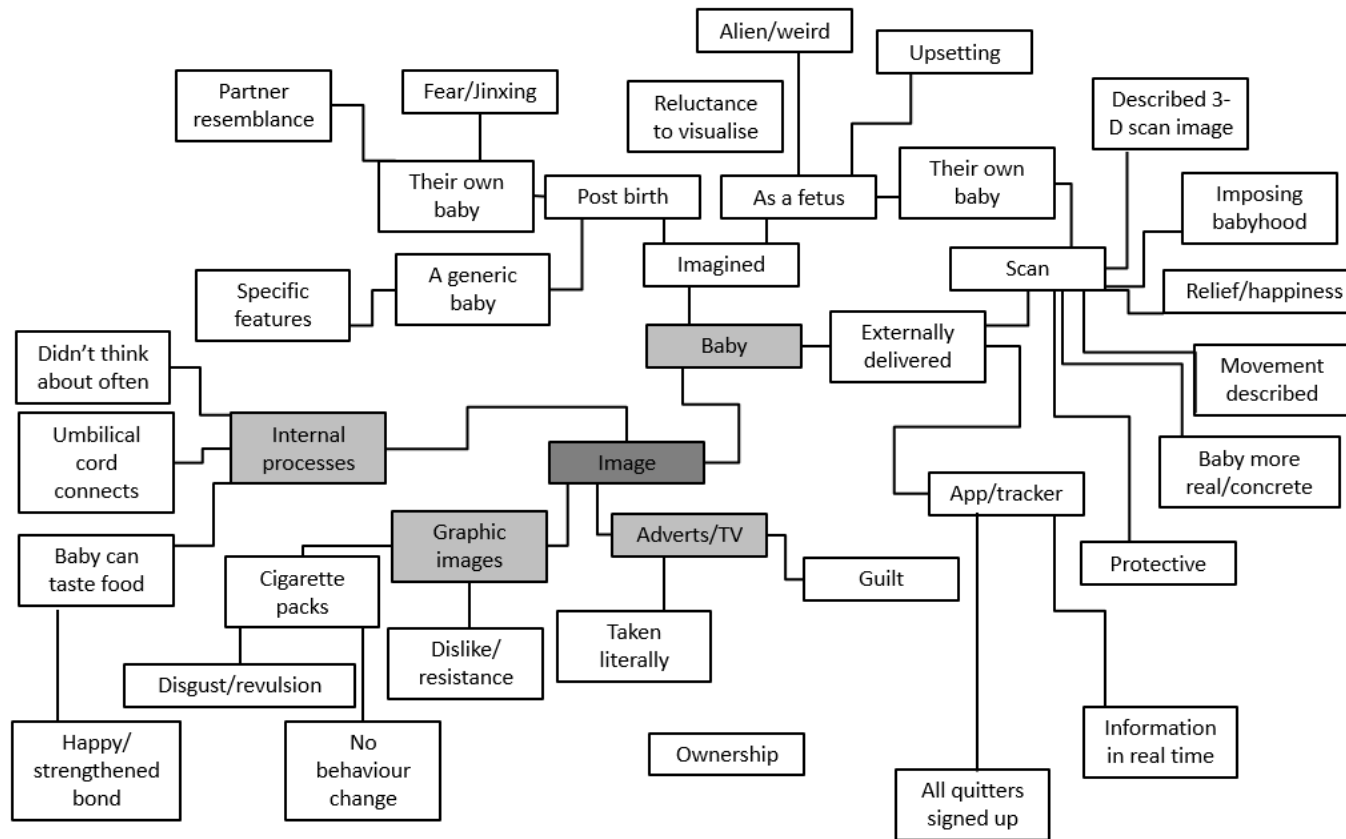 Alien/weird
Upsetting
Partner
resemblance
Fear/Jinxing
Reluctance
to visualise
Described 3-
D scan image
Their own
baby
Post birth
As a fetus
Their own
baby
Imposing
babyhood
Imagined
Scan
Specific
features
A generic
baby
Relief/happiness
Didn’t think
about often
Baby
Externally
delivered
Movement
described
Umbilical
cord
connects
Internal
processes
Image
Baby more
real/concrete
App/tracker
Baby can
taste food
Graphic
images
Adverts/TV
Cigarette
packs
Guilt
Protective
Dislike/
resistance
Taken
literally
Disgust/revulsion
Happy/
strengthened
bond
No
behaviour
change
Ownership
Information
in real time
All quitters
signed up